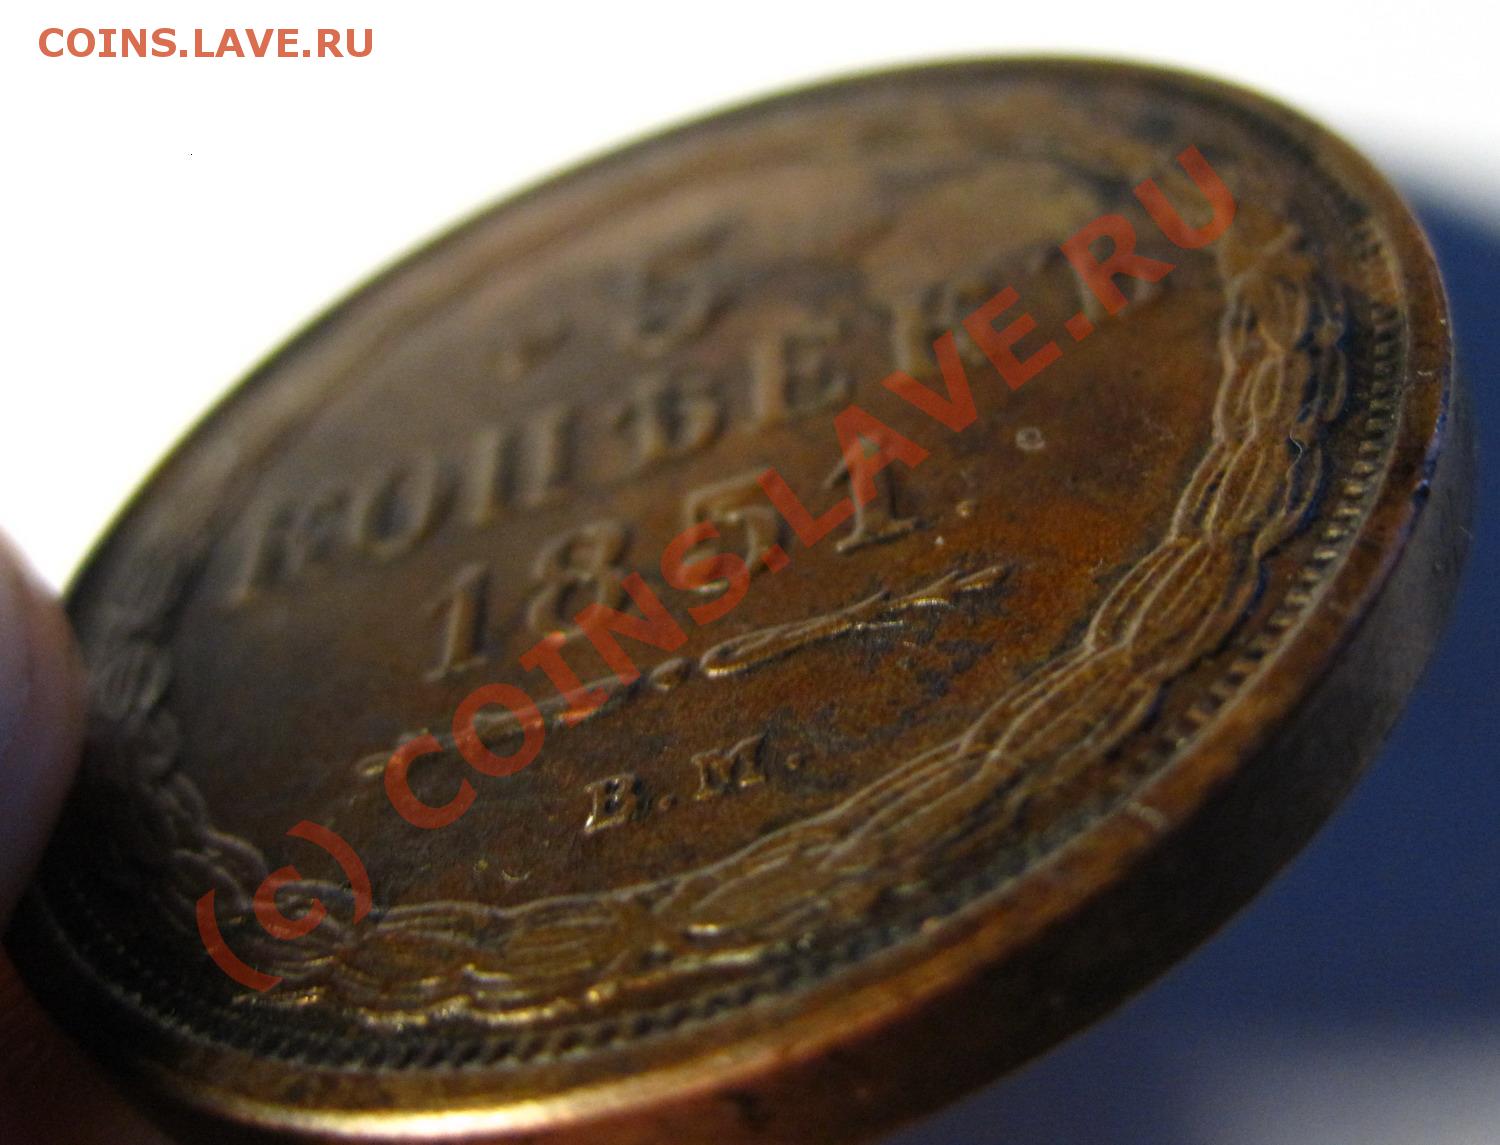 COINS.LAVE.RU
5
КОПѢЕКЪ
1851.
В.М.
(c) COINS.LAVE.RU